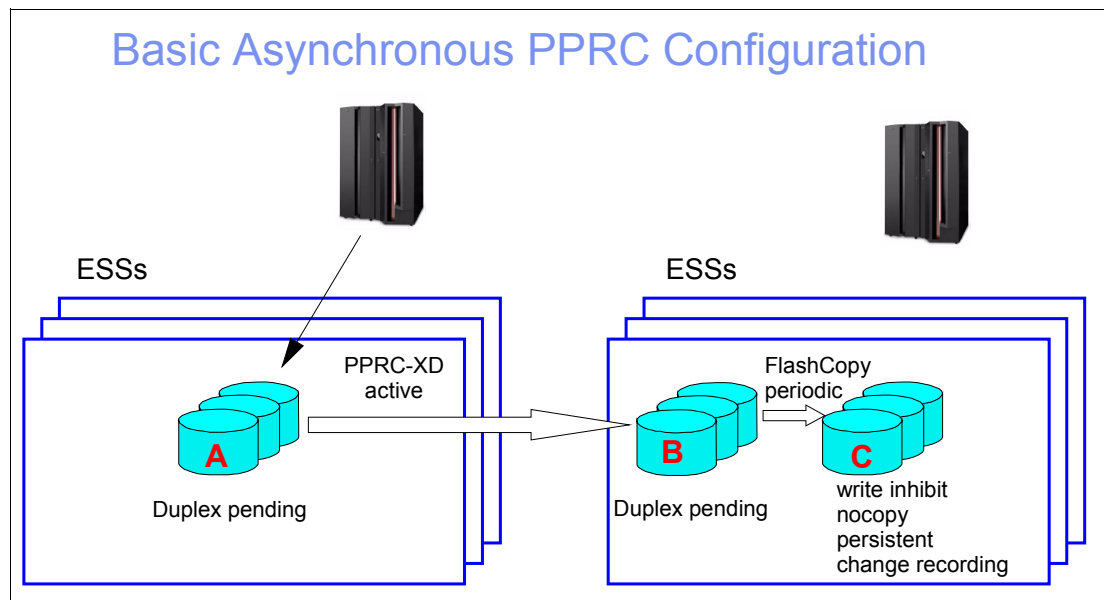 Basic Asynchronous PPRC Configuration
ESSs
ESSs
PPRC-XD
active
FlashCopy
periodic
A
B
C
Duplex pending
Duplex pending
write inhibit
nocopy
persistent
change recording